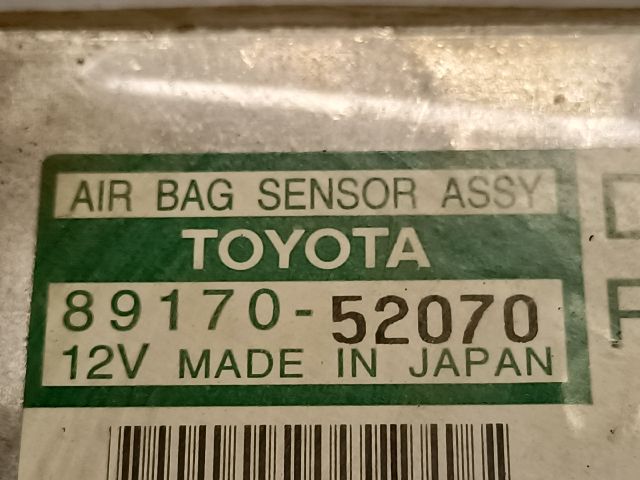 AIR BAG SENSOR ASSY
TOYOTA
89170-52070
12V MADE IN JAPAN